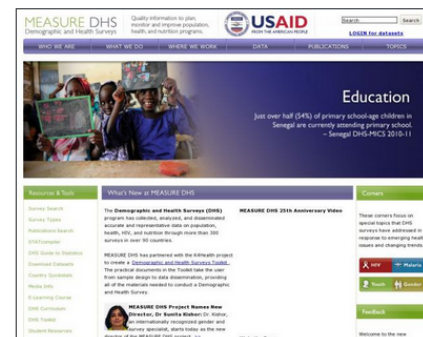 MEASURE DHS
Demographic and Health Surveys
Quality information to plan,
monitor and improve population,
health, and nutrition programs.
USAID
FROM THE AMERICAN PEOPLE
Search
Search
LOGIN for datasets
WHO WE ARE
WHAT WE DO
WHERE WE WORK
DATA
PUBLICATIONS
TOPICS
Education
Just over half (54%) of primary school-age children in
Senegal are currently attending primary school.
– Senegal DHS-MICS 2010-11
Resources & Tools
Survey Search
Survey Types
Publications Search
STATcompiler
DHS Guide to Statistics
Download Datasets
Country Quickstats
Media Info
E-Learning Course
DHS Curriculum
DHS Toolkit
Student Resources
What's New at MEASURE DHS
The Demographic and Health Surveys (DHS)
program has collected, analyzed, and disseminated
accurate and representative data on population,
health, HIV, and nutrition through more than 300
surveys in over 90 countries.
MEASURE DHS has partnered with the K4Health project
to create a Demographic and Health Surveys Toolkit.
The practical documents in the Toolkit take the user
from sample design to data dissemination, providing
all of the materials needed to conduct a Demographic
and Health Survey.
MEASURE DHS Project Names New
Director, Dr Sunita Kishor: Dr. Kishor,
an internationally recognized gender and
survey specialist, starts today as the new
director of the MEASURE DHS project.
MEASURE DHS 25th Anniversary Video
Corners
These corners focus on
special topics that DHS
surveys have addressed in
response to emerging health
issues and changing trends.
HIV
Malaria
Youth
Gender
Feedback
Welcome to the new